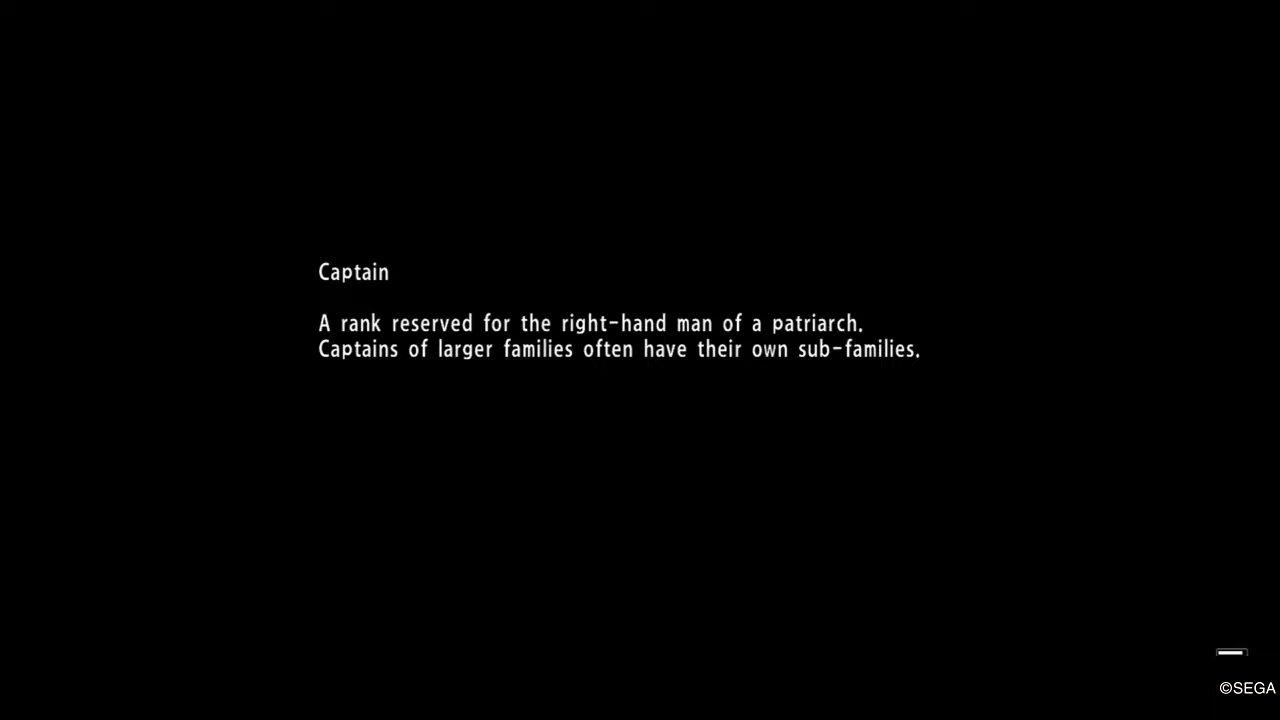 Captain
A rank reserved for the right-hand man of a patriarch.
Captains of larger families often have their own sub-families.
©SEGA